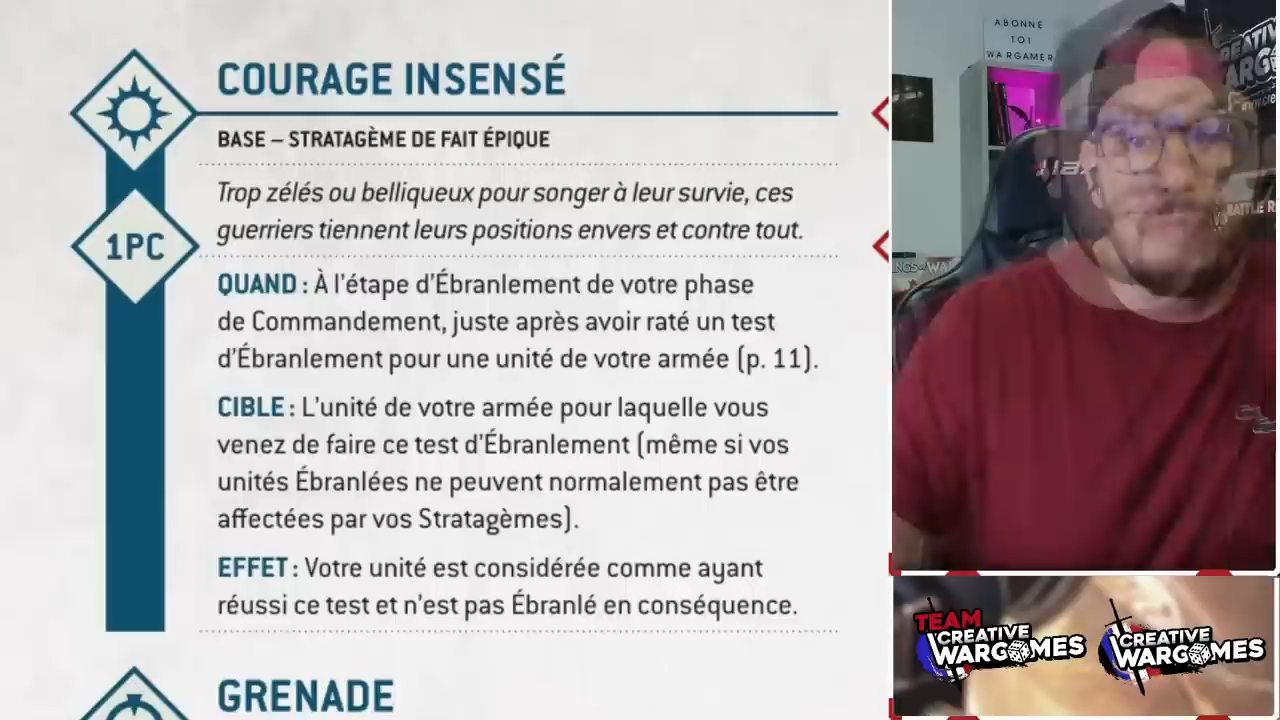 COURAGE INSENSÉ
BASE – STRATAGÈME DE FAIT ÉPIQUE
Trop zélés ou belliqueux pour songer à leur survie, ces
guerriers tiennent leurs positions envers et contre tout.
1PC
QUAND : À l'étape d'Ébranlement de votre phase
de Commandement, juste après avoir raté un test
d'Ébranlement pour une unité de votre armée (p. 11).
CIBLE : L'unité de votre armée pour laquelle vous
venez de faire ce test d'Ébranlement (même si vos
unités Ébranlées ne peuvent normalement pas être
affectées par vos Stratagèmes).
EFFET : Votre unité est considérée comme ayant
réussi ce test et n'est pas Ébranlé en conséquence.
GRENADE
ABONNE
TOI
WARGAMER
BATTLE
TEAM
CREATIVE
WARGAMES
CREATIVE
WARGAMES